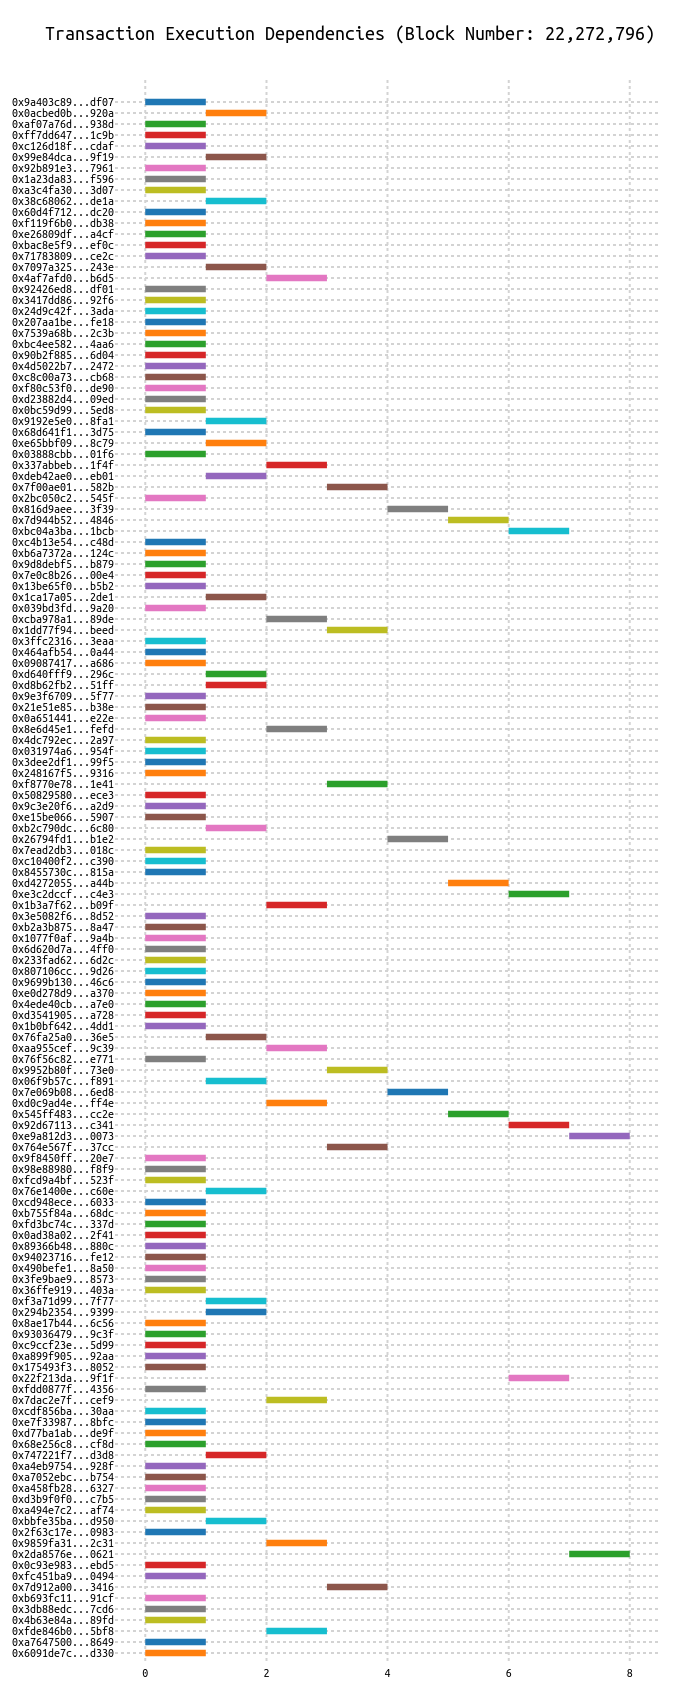 Transaction Execution Dependencies (Block Number: 22,272,796)
0x9a403c89...df07
0x0acbed0b...920a
0xaf07a76d...938d
0xff7dd647...1c9b
0xc126d18f...cdaf
0x99e84dca...9f19
0x92b891e3...7961
0x1a23da83...f596
0xa3c4fa30...3d07
0x38c68062...de1a
0x60d4f712...dc20
0xf119f6b0...db38
0xe26809df...a4cf
0xbac8e5f9...ef0c
0x71783809...ce2c
0x7097a325...243e
0x4af7afd0...b6d5
0x92426ed8...df01
0x3417dd86...92f6
0x24d9c42f...3ada
0x207aa1be...fe18
0x7539a68b...2c3b
0xbc4ee582...4aa6
0x90b2f885...6d04
0x4d5022b7...2472
0xc8c00a73...cb68
0xf80c53f0...de90
0xd23882d4...09ed
0x0bc59d99...5ed8
0x9192e5e0...8fa1
0x68d641f1...3d75
0xe65bbf09...8c79
0x03888cbb...01f6
0x337abbeb...1f4f
0xdeb42ae0...eb01
0x7f00ae01...582b
0x2bc050c2...545f
0x816d9aee...3f39
0x7d944b52...4846
0xbc04a3ba...1bcb
0xc4b13e54...c48d
0xb6a7372a...124c
0x9d8debf5...b879
0x7e0c8b26...00e4
0x13be65f0...b5b2
0x1ca17a05...2de1
0x039bd3fd...9a20
0xcba978a1...89de
0x1dd77f94...beed
0x3ffc2316...3eaa
0x464afb54...0a44
0x09087417...a686
0xd640fff9...296c
0xd8b62fb2...51ff
0x9e3f6709...5f77
0x21e51e85...b38e
0x0a651441...e22e
0x8e6d45e1...fefd
0x4dc792ec...2a97
0x031974a6...954f
0x3dee2df1...99f5
0x248167f5...9316
0xf8770e78...1e41
0x50829580...ece3
0x9c3e20f6...a2d9
0xe15be066...5907
0xb2c790dc...6c80
0x26794fd1...b1e2
0x7ead2db3...018c
0xc10400f2...c390
0x8455730c...815a
0xd4272055...a44b
0xe3c2dccf...c4e3
0x1b3a7f62...b09f
0x3e5082f6...8d52
0xb2a3b875...8a47
0x1077f0af...9a4b
0x6d620d7a...4ff0
0x233fad62...6d2c
0x807106cc...9d26
0x9699b130...46c6
0xe0d278d9...a370
0x4ede40cb...a7e0
0xd3541905...a728
0x1b0bf642...4dd1
0x76fa25a0...36e5
0xaa955cef...9c39
0x76f56c82...e771
0x9952b80f...73e0
0x06f9b57c...f891
0x7e069b08...6ed8
0xd0c9ad4e...ff4e
0x545ff483...cc2e
0x92d67113...c341
0xe9a812d3...0073
0x764e567f...37cc
0x9f8450ff...20e7
0x98e88980...f8f9
0xfcd9a4bf...523f
0x76e1400e...c60e
0xcd948ece...6033
0xb755f84a...68dc
0xfd3bc74c...337d
0x0ad38a02...2f41
0x89366b48...880c
0x94023716...fe12
0x490befe1...8a50
0x3fe9bae9...8573
0x36ffe919...403a
0xf3a71d99...7f77
0x294b2354...9399
0x8ae17b44...6c56
0x93036479...9c3f
0xc9ccf23e...5d99
0xa899f905...92aa
0x175493f3...8052
0x22f213da...9f1f
0xfdd0877f...4356
0x7dac2e7f...cef9
0xcdf856ba...30aa
0xe7f33987...8bfc
0xd77ba1ab...de9f
0x68e256c8...cf8d
0x747221f7...d3d8
0xa4eb9754...928f
0xa7052ebc...b754
0xa458fb28...6327
0xd3b9f0f0...c7b5
0xa494e7c2...af74
0xbbfe35ba...d950
0x2f63c17e...0983
0x9859fa31...2c31
0x2da8576e...0621
0x0c93e983...ebd5
0xfc451ba9...0494
0x7d912a00...3416
0xb693fc11...91cf
0x3db88edc...7cd6
0x4b63e84a...89fd
0xfde846b0...5bf8
0xa7647500...8649
0x6091de7c...d330
0 2 4 6 8